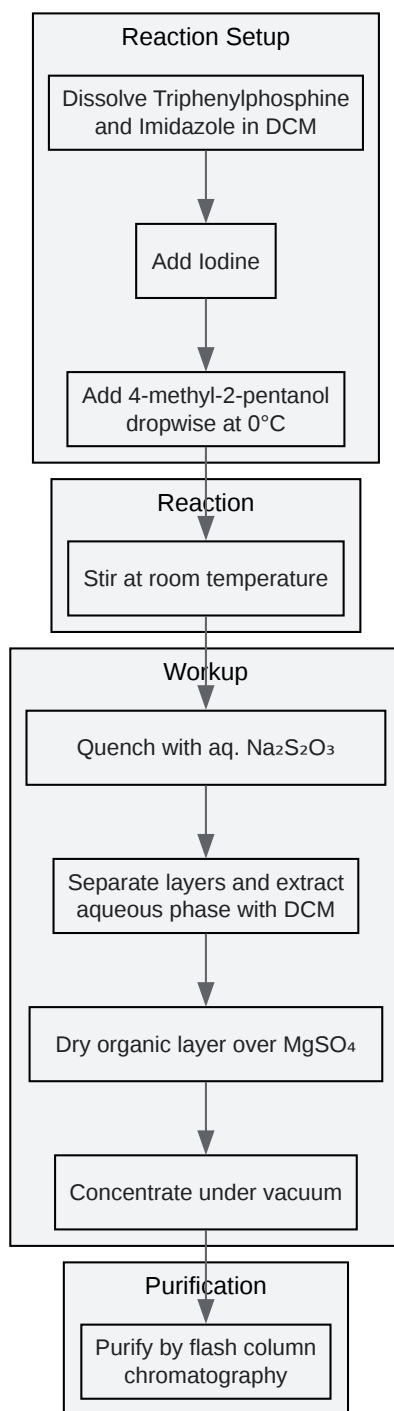 Reaction Setup
Dissolve Triphenylphosphine
and Imidazole in DCM
Add Iodine
Add 4-methyl-2-pentanol
dropwise at 0°C
Reaction
Stir at room temperature
Workup
Quench with aq. Na₂S₂O₃
Separate layers and extract
aqueous phase with DCM
Dry organic layer over MgSO₄
Concentrate under vacuum
Purification
Purify by flash column
chromatography